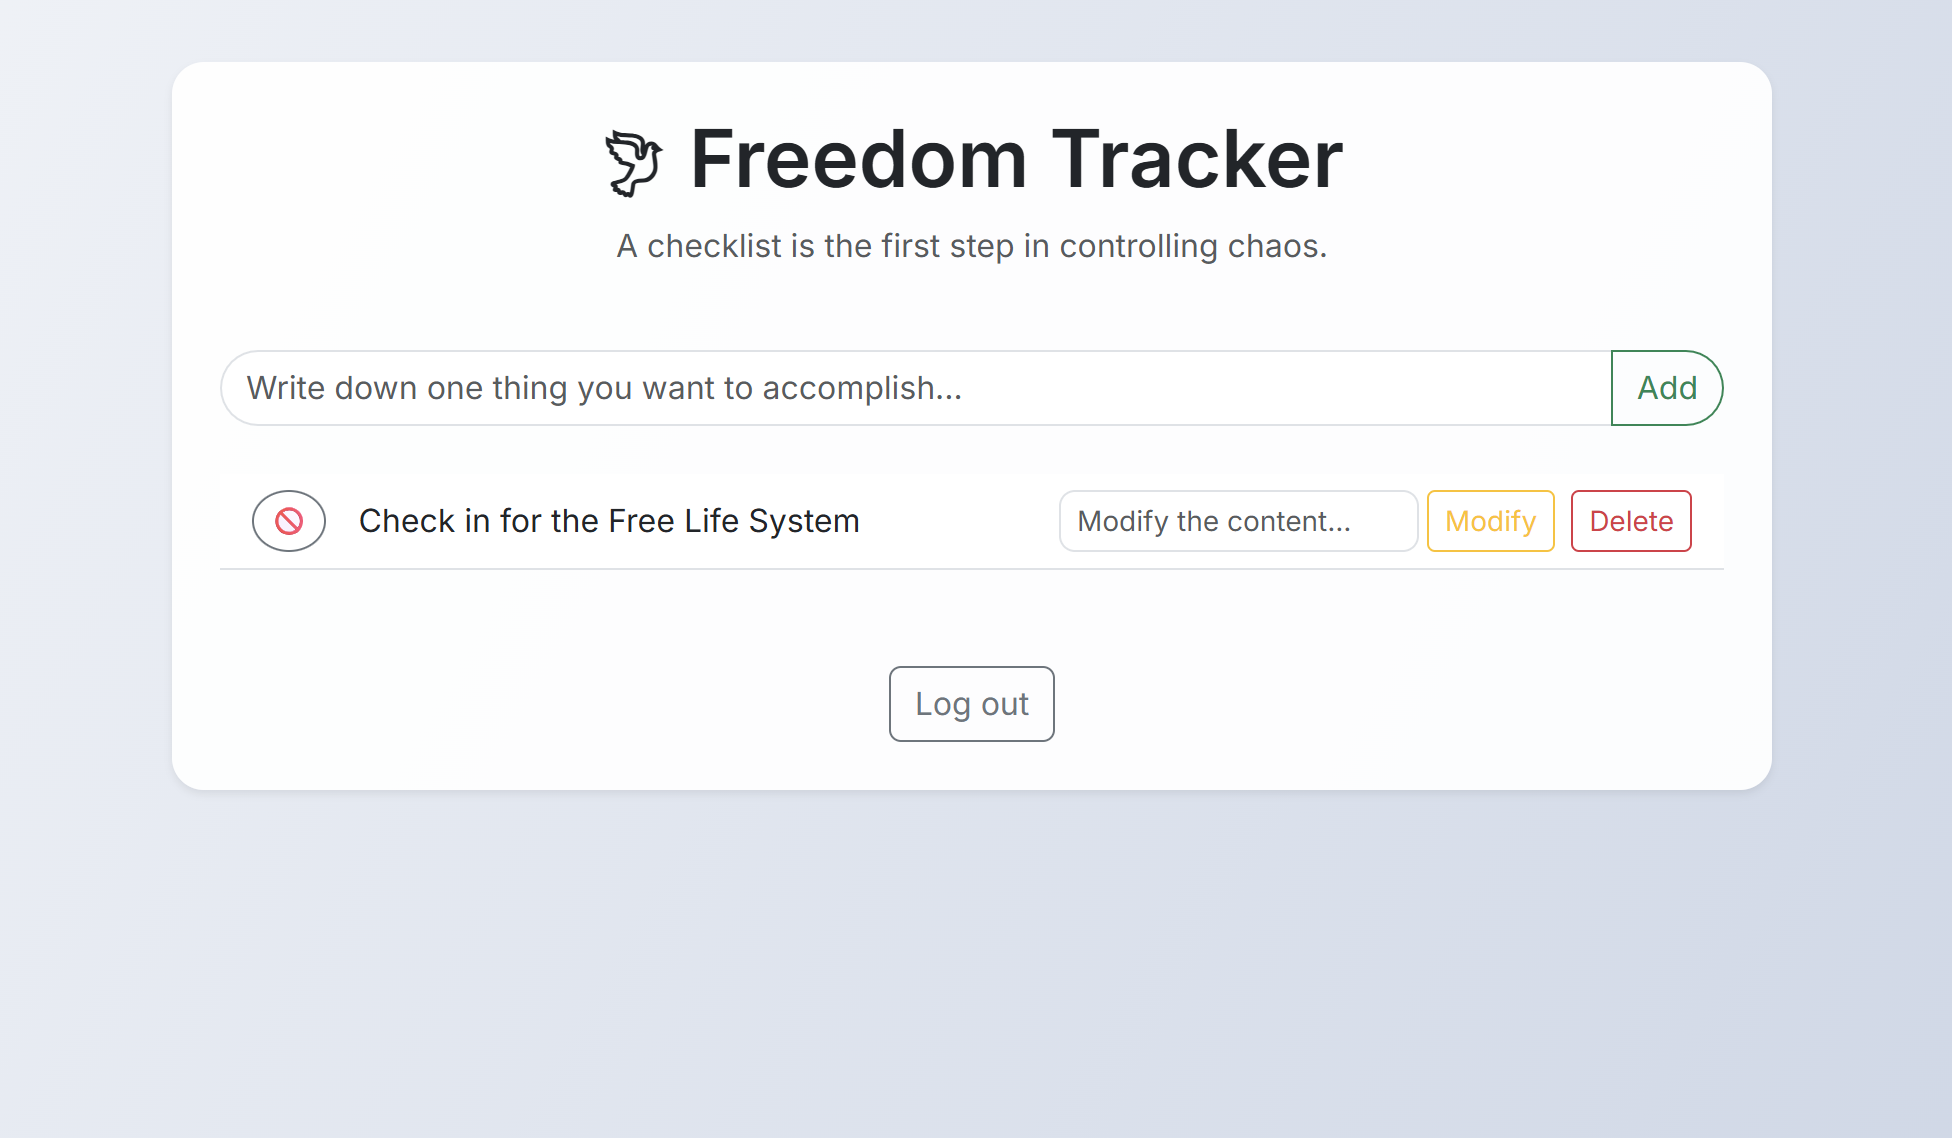 Freedom Tracker
A checklist is the first step in controlling chaos.
Write down one thing you want to accomplish...
Add
Check in for the Free Life System
Modify the content...
Modify
Delete
Log out